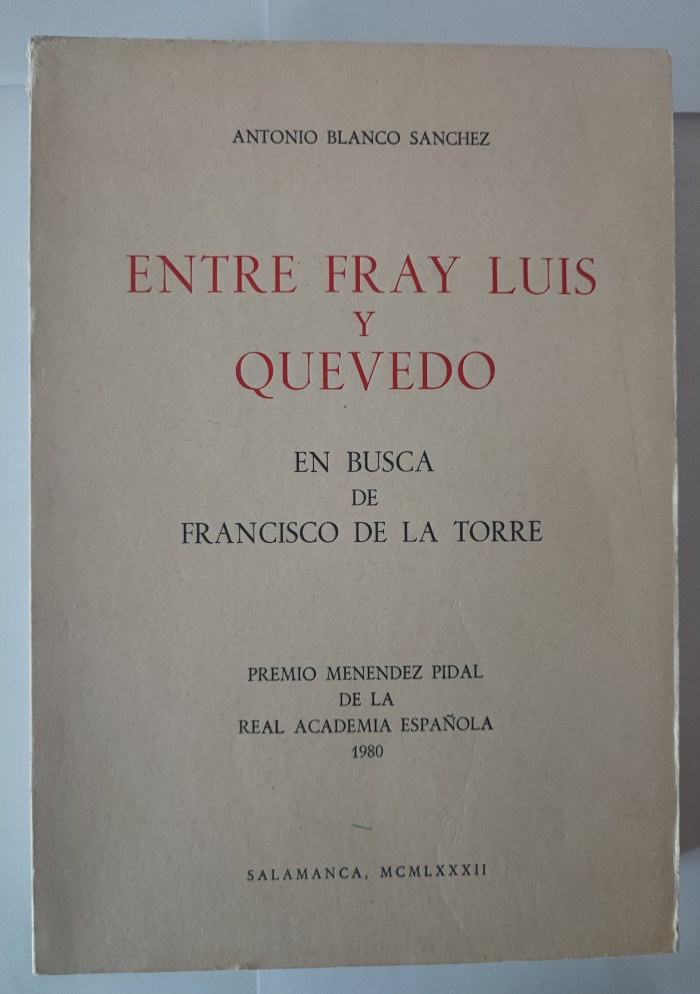 ANTONIO BLANCO SANCHEZ
ENTRE FRAY LUIS
Y
QUEVEDO
EN BUSCA
DE
FRANCISCO DE LA TORRE
PREMIO MENENDEZ PIDAL
DE LA
REAL ACADEMIA ESPAÑOLA
1980
SALAMANCA, MCMLXXXII